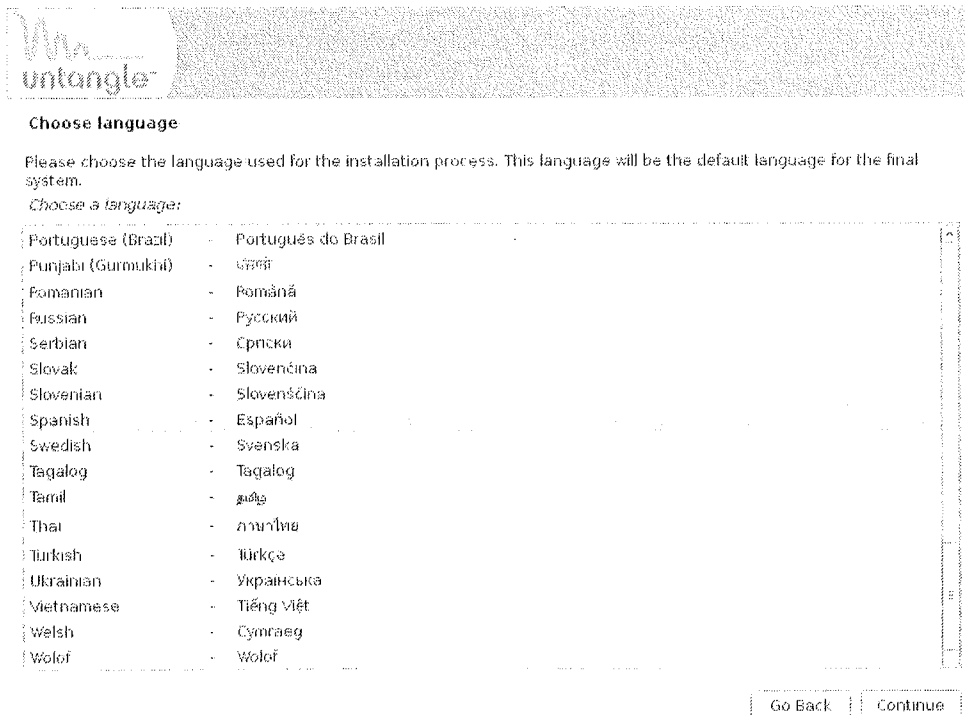 untangle
Choose language
Please choose the language used for the installation process. This language will be the default language for the final
system.
Choose a language:
Portuguese (Brazil) - Português do Brasil
Punjabi (Gurmukhi) - ਪੰਜਾਬੀ
Romanian - Română
Russian - Русский
Serbian - Српски
Slovak - Slovenčina
Slovenian - Slovenščina
Spanish - Español
Swedish - Svenska
Tagalog - Tagalog
Tamil - தமிழ்
Thai - ภาษาไทย
Turkish - Türkçe
Ukrainian - Українська
Vietnamese - Tiếng Việt
Welsh - Cymraeg
Wolof - Wolof
Go Back Continue